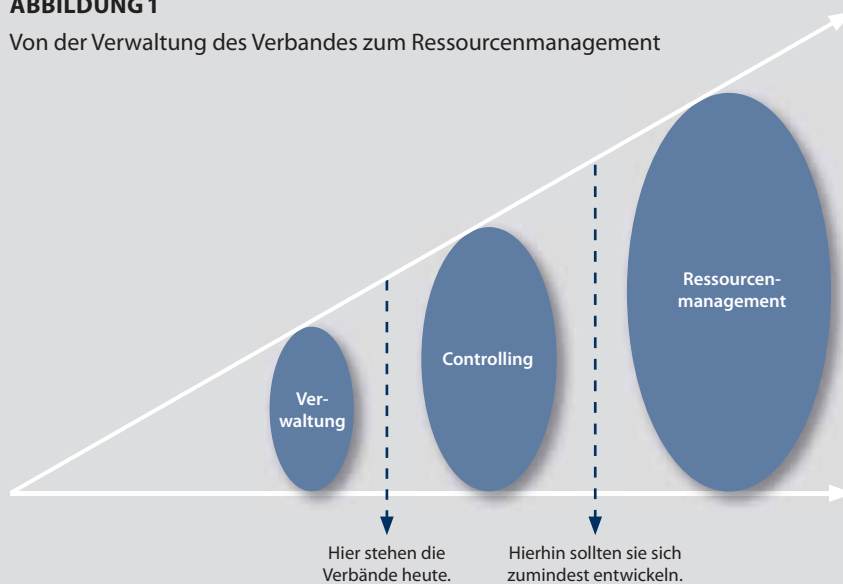 ABBILDUNG 1
Von der Verwaltung des Verbandes zum Ressourcenmanagement
Ressourcen-
management
Controlling
Ver-
waltung
Hier stehen die
Verbände heute.
Hierhin sollten sie sich
zumindest entwickeln.